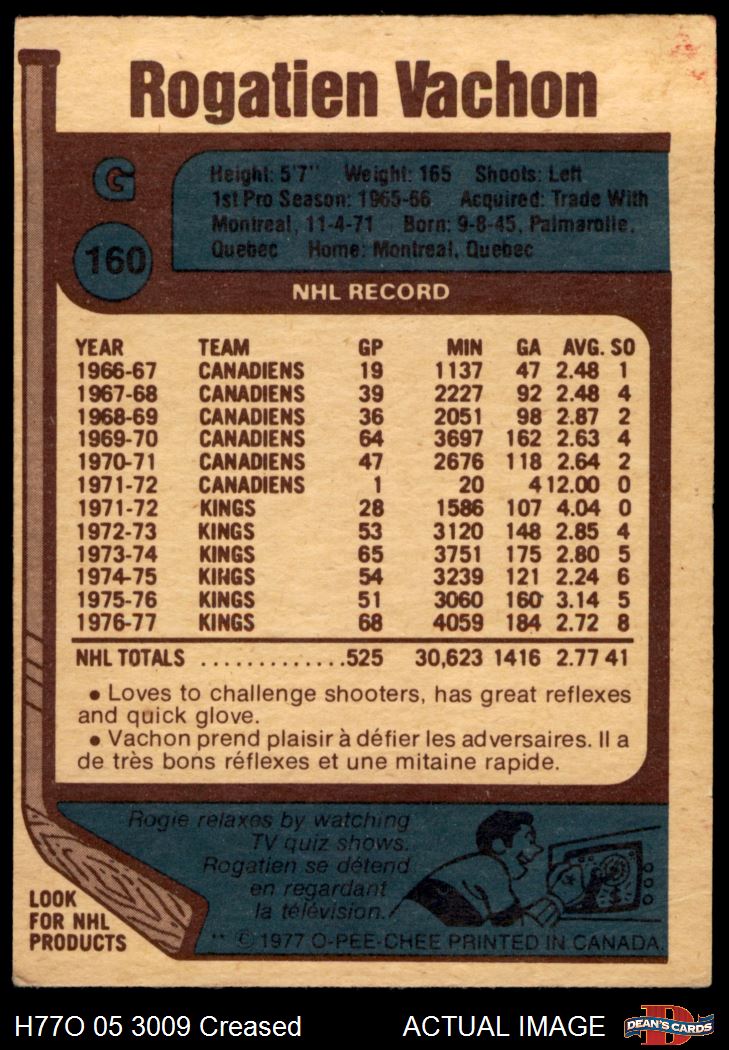 Rogatien Vachon
G
160
Height: 5'7" Weight: 165 Shoots: Left
1st Pro Season: 1965-66 Acquired: Trade With
Montreal, 11-4-71 Born: 9-8-45, Palmarolle,
Quebec Home: Montreal, Quebec
NHL RECORD
YEAR TEAM GP MIN GA AVG. SO
1966-67 CANADIENS 19 1137 47 2.48 1
1967-68 CANADIENS 39 2227 92 2.48 4
1968-69 CANADIENS 36 2051 98 2.87 2
1969-70 CANADIENS 64 3697 162 2.63 4
1970-71 CANADIENS 47 2676 118 2.64 2
1971-72 CANADIENS 1 20 4 12.00 0
1971-72 KINGS 28 1586 107 4.04 0
1972-73 KINGS 53 3120 148 2.85 4
1973-74 KINGS 65 3751 175 2.80 5
1974-75 KINGS 54 3239 121 2.24 6
1975-76 KINGS 51 3060 160 3.14 5
1976-77 KINGS 68 4059 184 2.72 8
NHL TOTALS .............525 30,623 1416 2.77 41
• Loves to challenge shooters, has great reflexes
and quick glove.
• Vachon prend plaisir à défier les adversaires. Il a
de très bons réflexes et une mitaine rapide.
Rogie relaxes by watching
TV quiz shows.
Rogatien se détend
en regardant
la télévision.
LOOK
FOR NHL
PRODUCTS
** © 1977 O-PEE-CHEE PRINTED IN CANADA.
H77O 05 3009 Creased ACTUAL IMAGE
D
DEAN'S CARDS